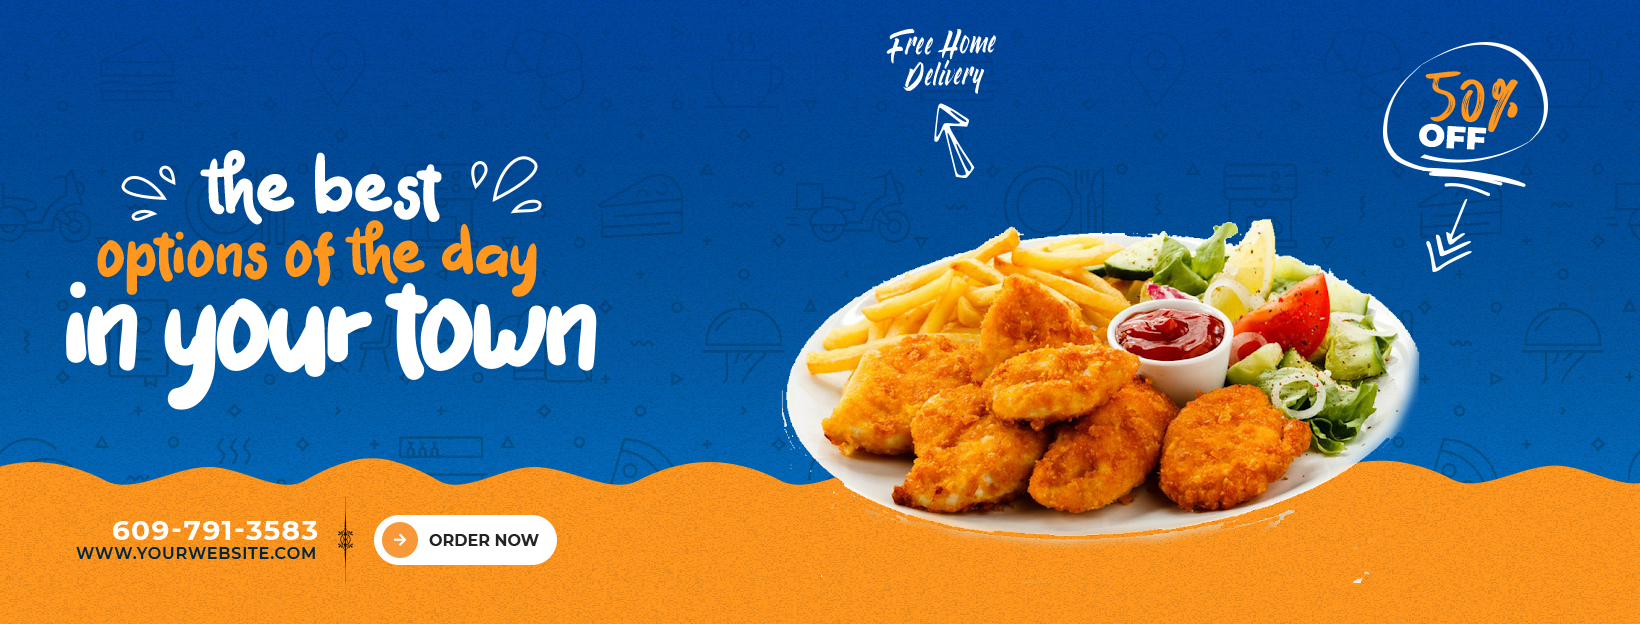 the best
options of the day
in your town
609-791-3583
WWW.YOURWEBSITE.COM
ORDER NOW
Free Home
Delivery
50%
OFF